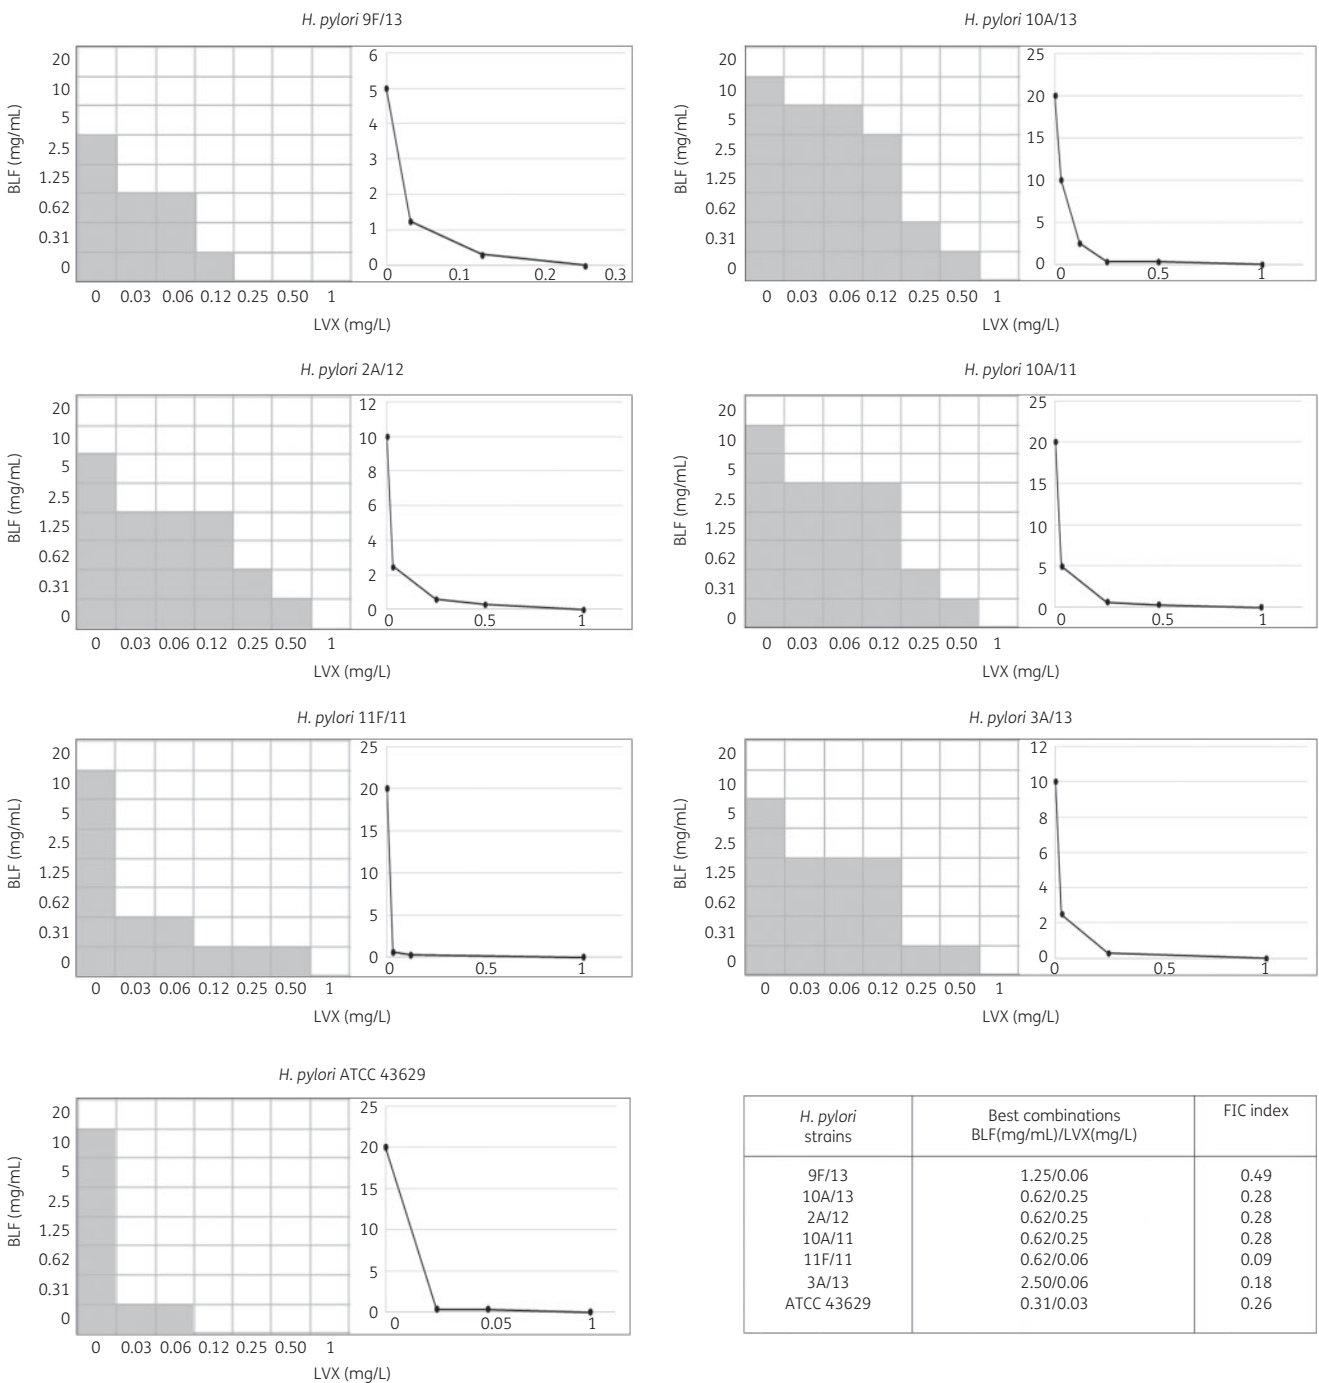 H. pylori 9F/13
BLF (mg/mL)
20
10
5
2.5
1.25
0.62
0.31
0
0 0.03 0.06 0.12 0.25 0.50 1
LVX (mg/L)
6
5
4
3
2
1
0
0 0.1 0.2 0.3
H. pylori 10A/13
BLF (mg/mL)
20
10
5
2.5
1.25
0.62
0.31
0
0 0.03 0.06 0.12 0.25 0.50 1
LVX (mg/L)
25
20
15
10
5
0
0 0.5 1
H. pylori 2A/12
BLF (mg/mL)
20
10
5
2.5
1.25
0.62
0.31
0
0 0.03 0.06 0.12 0.25 0.50 1
LVX (mg/L)
12
10
8
6
4
2
0
0 0.5 1
H. pylori 10A/11
BLF (mg/mL)
20
10
5
2.5
1.25
0.62
0.31
0
0 0.03 0.06 0.12 0.25 0.50 1
LVX (mg/L)
25
20
15
10
5
0
0 0.5 1
H. pylori 11F/11
BLF (mg/mL)
20
10
5
2.5
1.25
0.62
0.31
0
0 0.03 0.06 0.12 0.25 0.50 1
LVX (mg/L)
25
20
15
10
5
0
0 0.5 1
H. pylori 3A/13
BLF (mg/mL)
20
10
5
2.5
1.25
0.62
0.31
0
0 0.03 0.06 0.12 0.25 0.50 1
LVX (mg/L)
12
10
8
6
4
2
0
0 0.5 1
H. pylori ATCC 43629
BLF (mg/mL)
20
10
5
2.5
1.25
0.62
0.31
0
0 0.03 0.06 0.12 0.25 0.50 1
LVX (mg/L)
25
20
15
10
5
0
0 0.05 1
H. pylori strains Best combinations BLF(mg/mL)/LVX(mg/L) FIC index
9F/13 1.25/0.06 0.49
10A/13 0.62/0.25 0.28
2A/12 0.62/0.25 0.28
10A/11 0.62/0.25 0.28
11F/11 0.62/0.06 0.09
3A/13 2.50/0.06 0.18
ATCC 43629 0.31/0.03 0.26